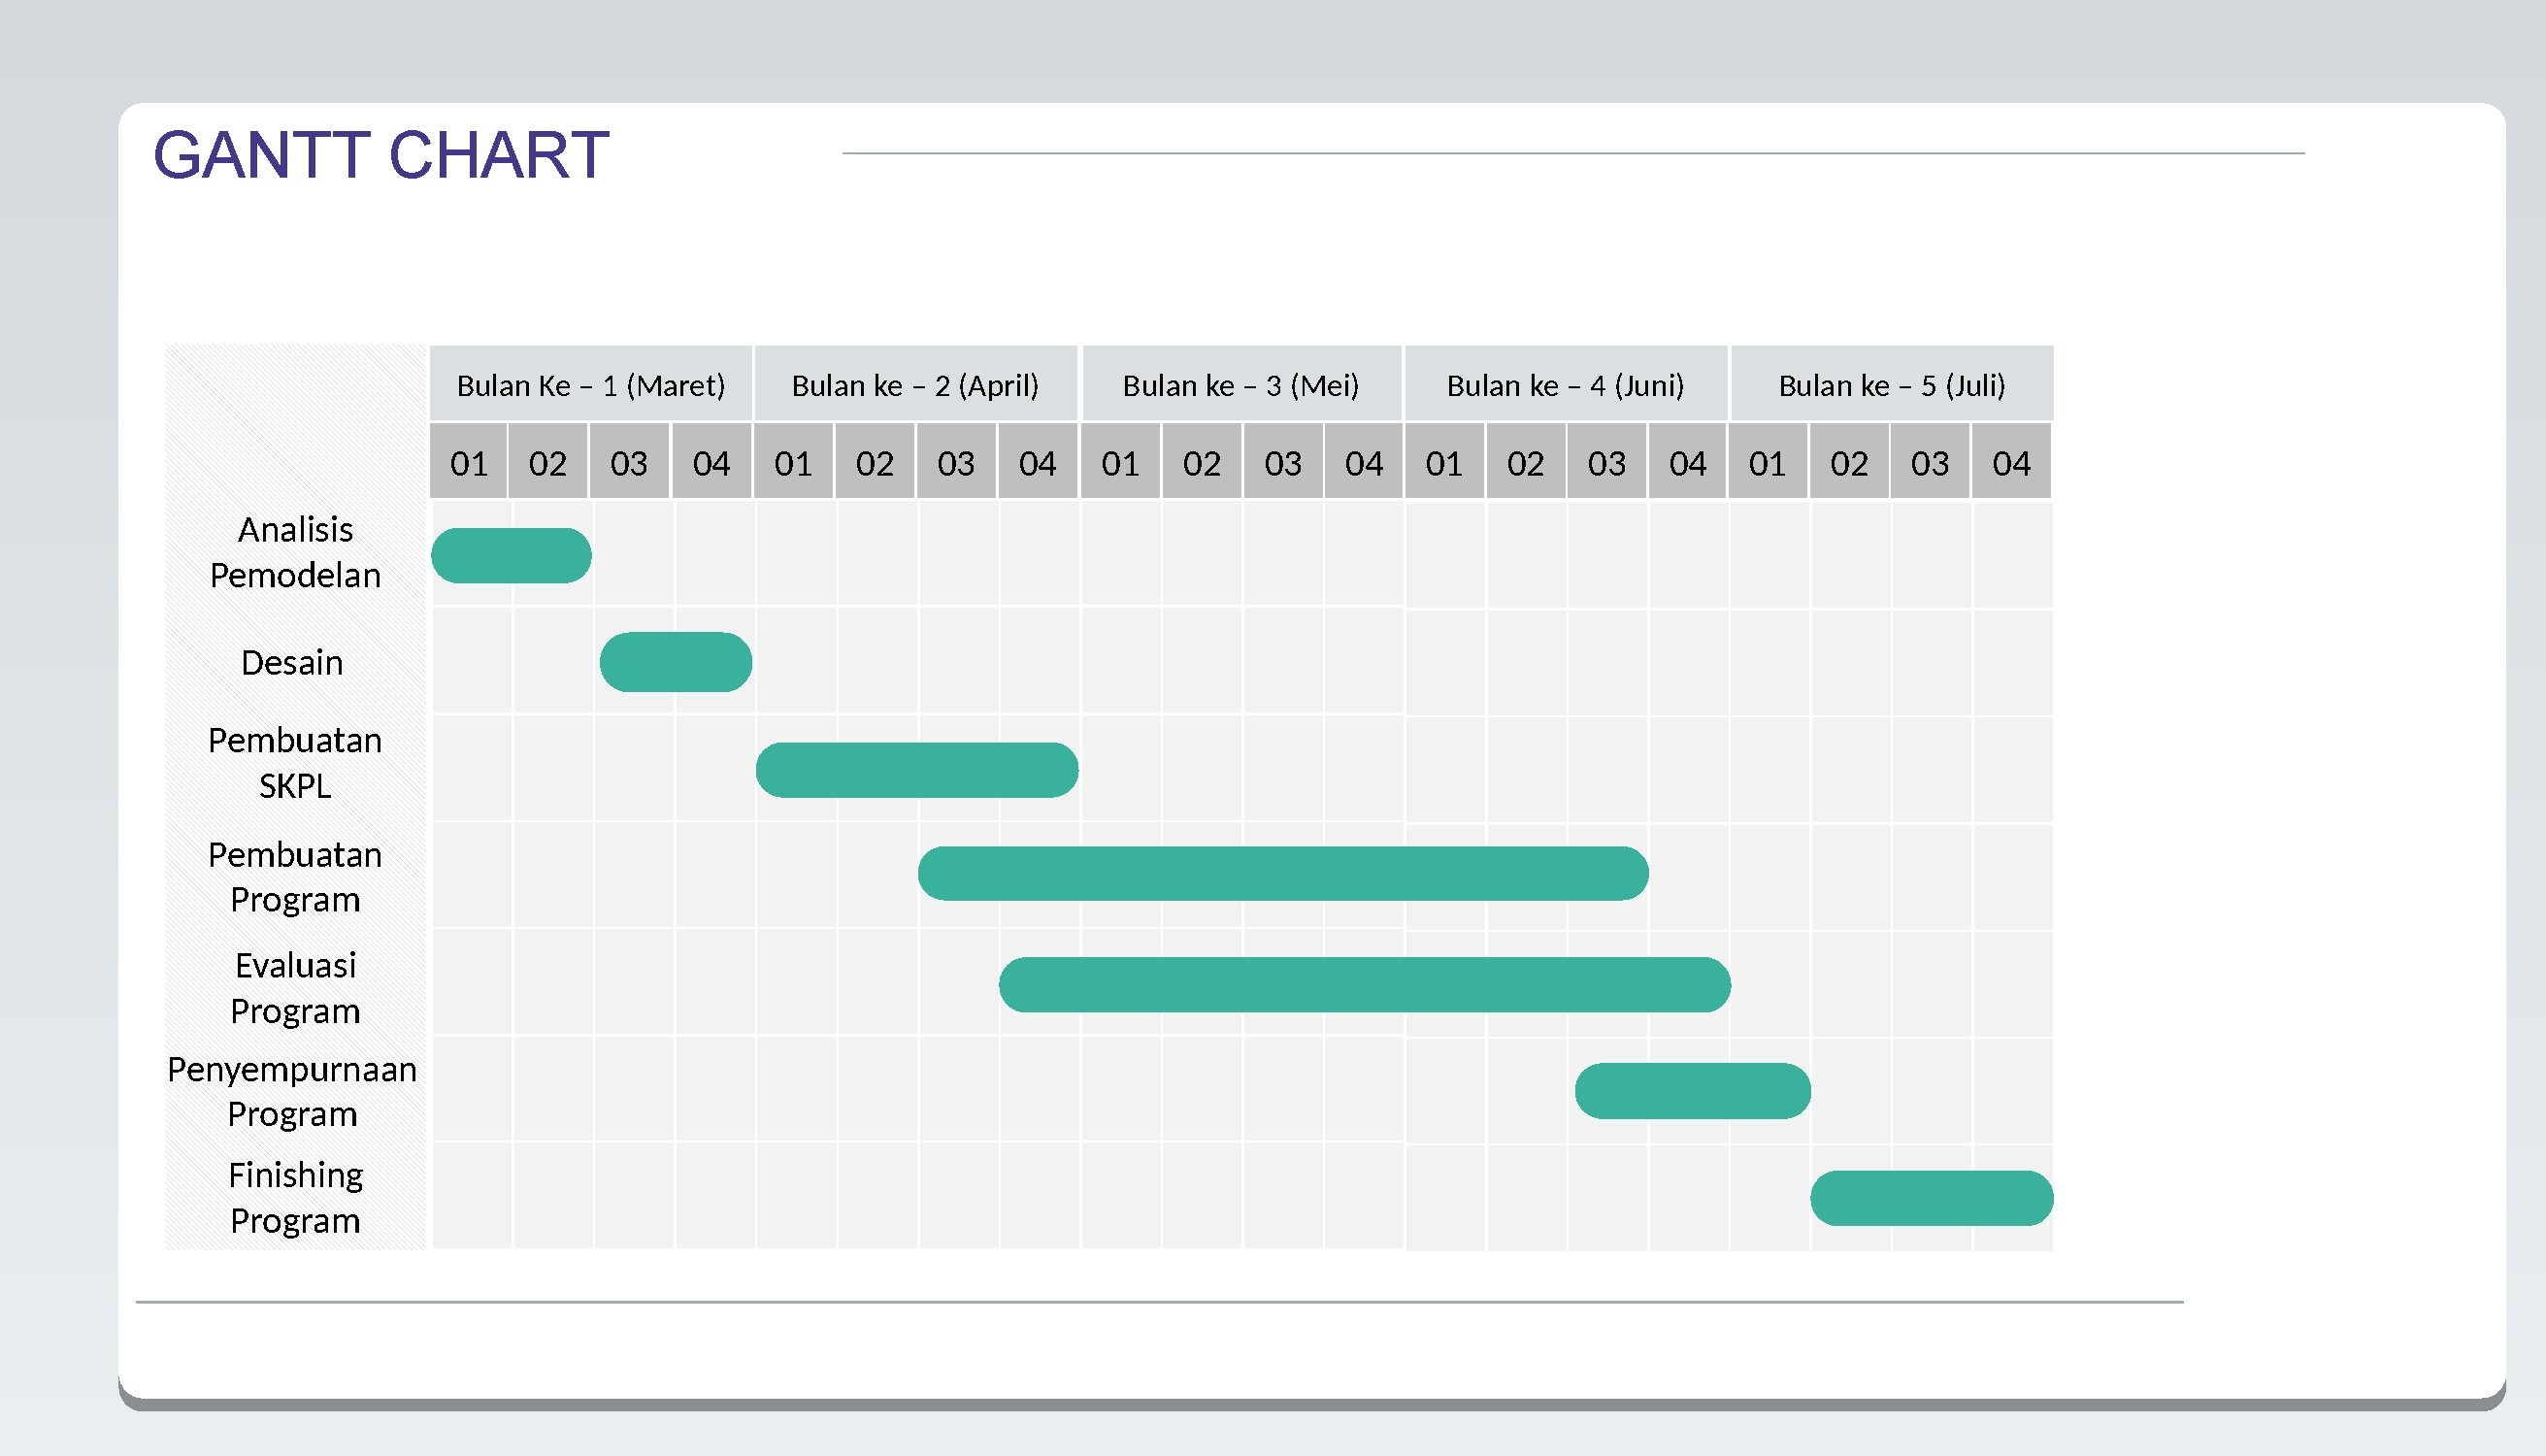 GANTT CHART
Bulan Ke – 1 (Maret) Bulan ke – 2 (April) Bulan ke – 3 (Mei) Bulan ke – 4 (Juni) Bulan ke – 5 (Juli)
01 02 03 04 01 02 03 04 01 02 03 04 01 02 03 04 01 02 03 04
Analisis
Pemodelan
Desain
Pembuatan
SKPL
Pembuatan
Program
Evaluasi
Program
Penyempurnaan
Program
Finishing
Program